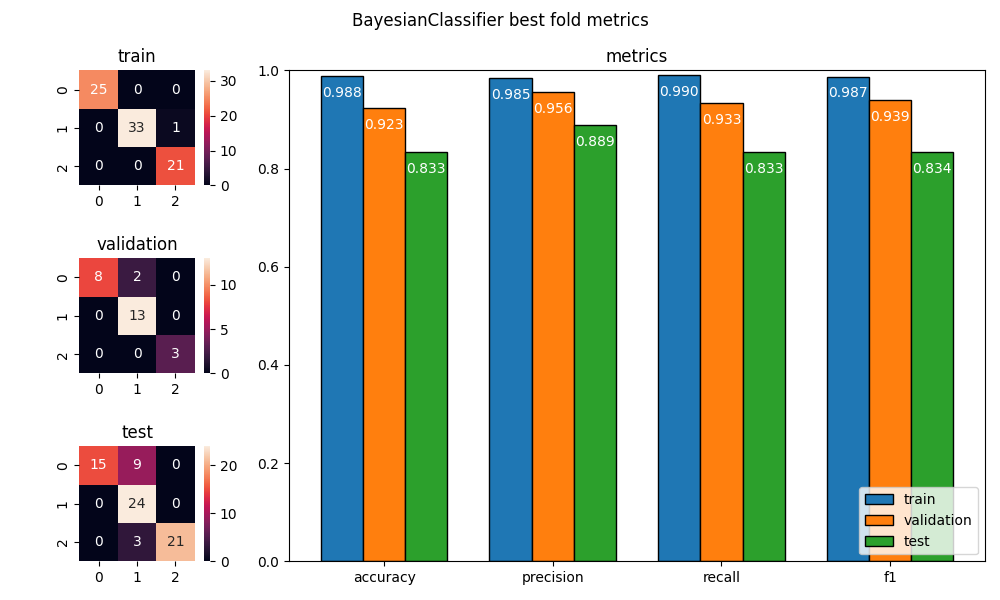 BayesianClassifier best fold metrics
train
0
25 0 0
1
0 33 1
2
0 0 21
0 1 2
30
20
10
0
validation
0
8 2 0
1
0 13 0
2
0 0 3
0 1 2
10
5
0
test
0
15 9 0
1
0 24 0
2
0 3 21
0 1 2
20
10
0
metrics
1.0
0.8
0.6
0.4
0.2
0.0
0.988 0.923 0.833
0.985 0.956 0.889
0.990 0.933 0.833
0.987 0.939 0.834
accuracy precision recall f1
train
validation
test